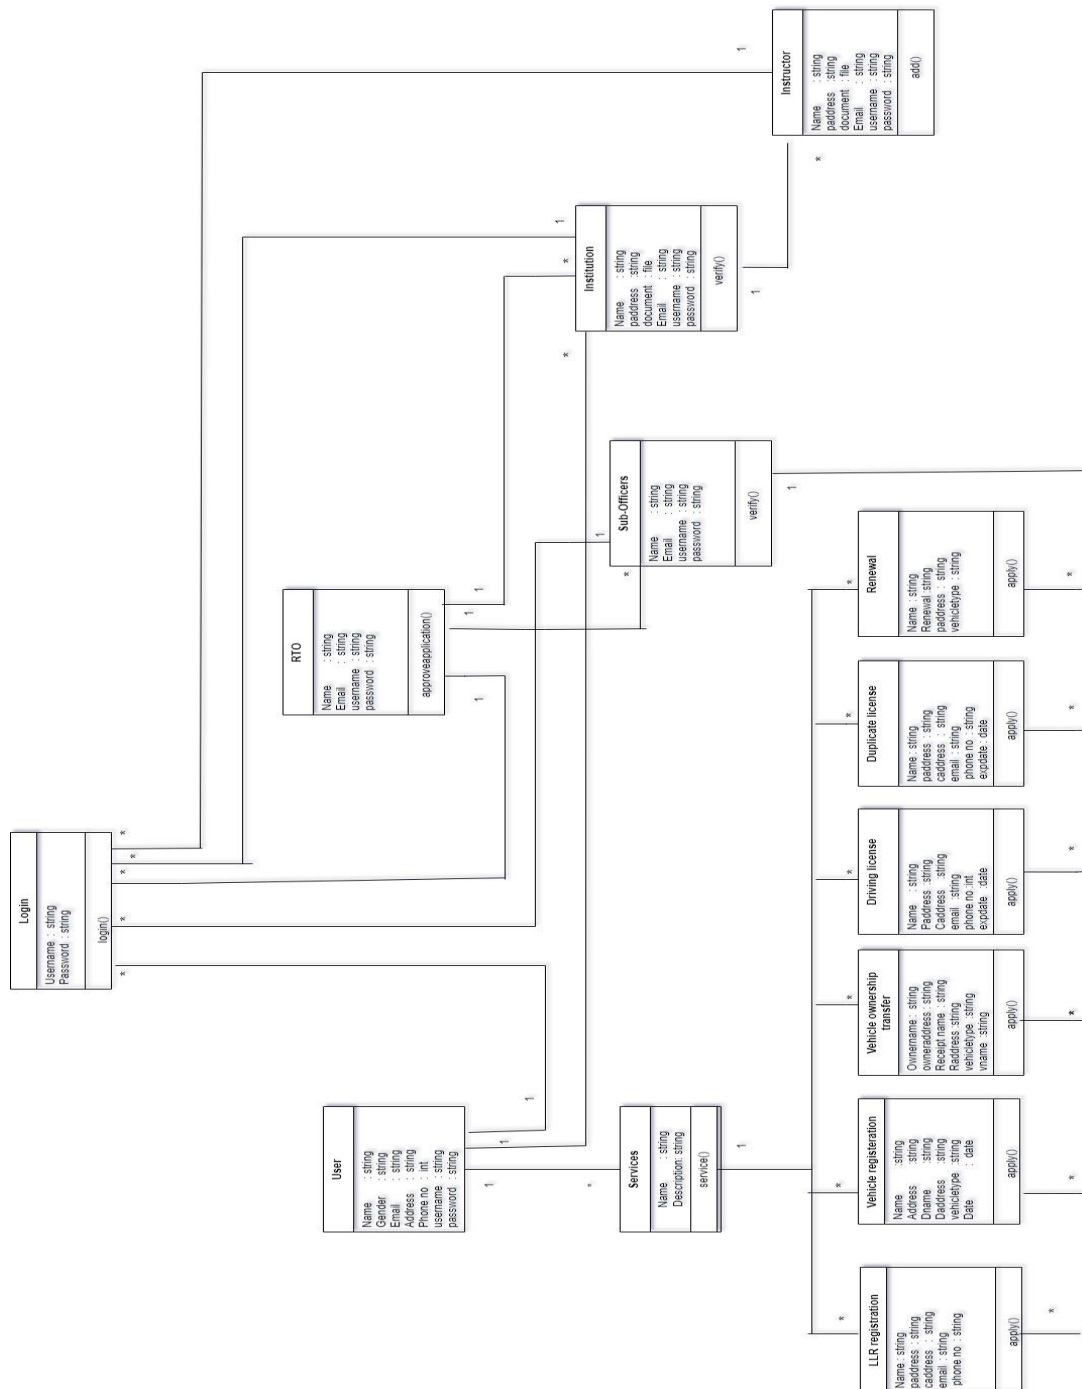 Login
Username : string
Password : string
login()
*
*
*
*
*
User
Name : string
Gender : string
Email : string
Address : string
Phone no : int
username : string
password : string
1
1
1
RTO
Name : string
Email : string
username : string
password : string
approveapplication()
1
1
1
Institution
Name : string
paddress :string
document : file
Email : string
username : string
password : string
verify()
1
*
*
1
Instructor
Name : string
paddress :string
document : file
Email : string
username : string
password : string
add()
1
*
Sub-Officers
Name : string
Email : string
username : string
password : string
verify()
1
*
1
Services
Name : string
Description: string
service()
*
1
LLR registration
Name : string
paddress : string
caddress : string
email : string
phone no : string
apply()
*
*
Vehicle registeration
Name :string
Address :string
Dname :string
Daddress :string
vehicletype :string
Date : date
apply()
*
*
Vehicle ownership
transfer
Ownername : string
owneraddress : string
Receipt name : string
Raddress :string
vehicletype :string
vname :string
apply()
*
*
Driving license
Name : string
Paddress :string
Caddress :string
email :string
phone no :int
expdate :date
apply()
*
*
Duplicate license
Name : string
paddress : string
caddress : string
email : string
phone no : string
expdate : date
apply()
*
*
Renewal
Name : string
Renewal :string
paddress : string
vehicletype : string
apply()
*
*